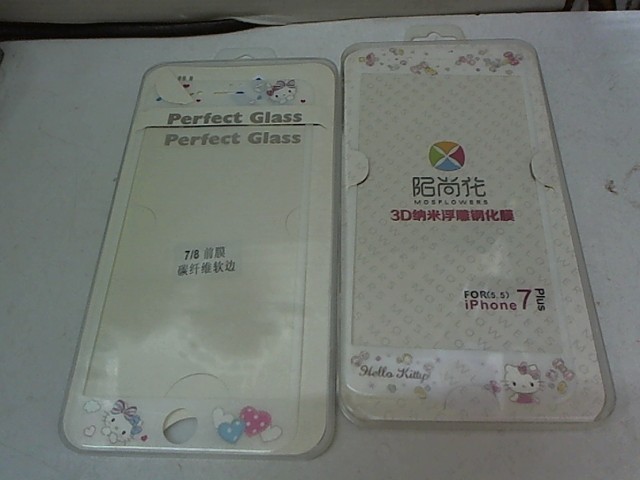 Perfect Glass
Perfect Glass
7/8 前膜
碳纤维软边
陌尚花
MOSFLOWERS
3D纳米浮雕钢化膜
FOR(5.5)
iPhone 7 Plus
Hello Kitty